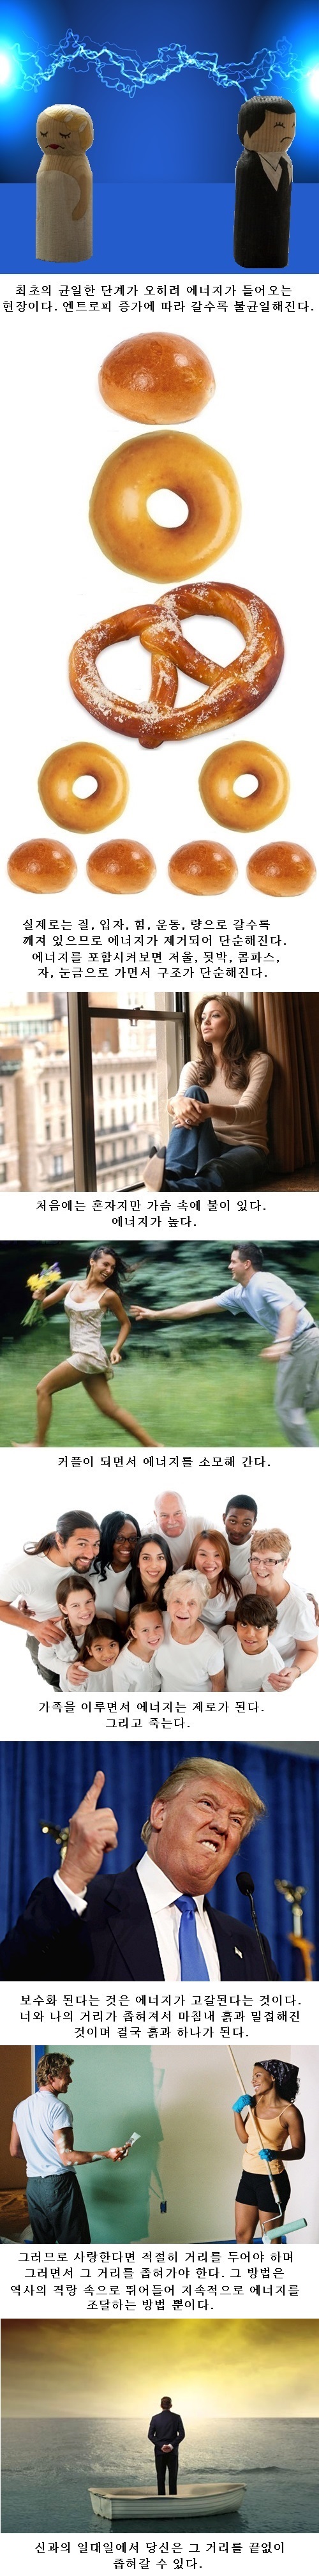 최초의 균일한 단계가 오히려 에너지가 들어오는
현장이다. 엔트로피 증가에 따라 갈수록 불균일해진다.
실제로는 질, 입자, 힘, 운동, 량으로 갈수록
깨져 있으므로 에너지가 제거되어 단순해진다.
에너지를 포함시켜보면 저울, 됫박, 콤파스,
자, 눈금으로 가면서 구조가 단순해진다.
처음에는 혼자지만 가슴 속에 불이 있다.
에너지가 높다.
커플이 되면서 에너지를 소모해 간다.
가족을 이루면서 에너지는 제로가 된다.
그리고 죽는다.
보수화 된다는 것은 에너지가 고갈된다는 것이다.
너와 나의 거리가 좁혀져서 마침내 흙과 밀접해진
것이며 결국 흙과 하나가 된다.
그러므로 사랑한다면 적절히 거리를 두어야 하며
그러면서 그 거리를 좁혀가야 한다. 그 방법은
역사의 격랑 속으로 뛰어들어 지속적으로 에너지를
조달하는 방법 뿐이다.
신과의 일대일에서 당신은 그 거리를 끝없이
좁혀갈 수 있다.